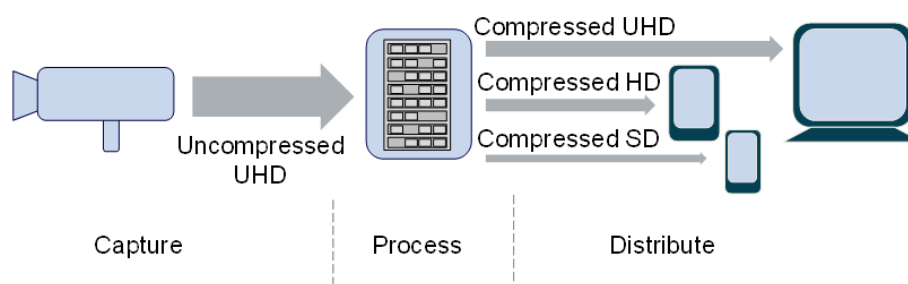 Compressed UHD
Compressed HD
Compressed SD
Uncompressed
UHD
Capture
Process
Distribute